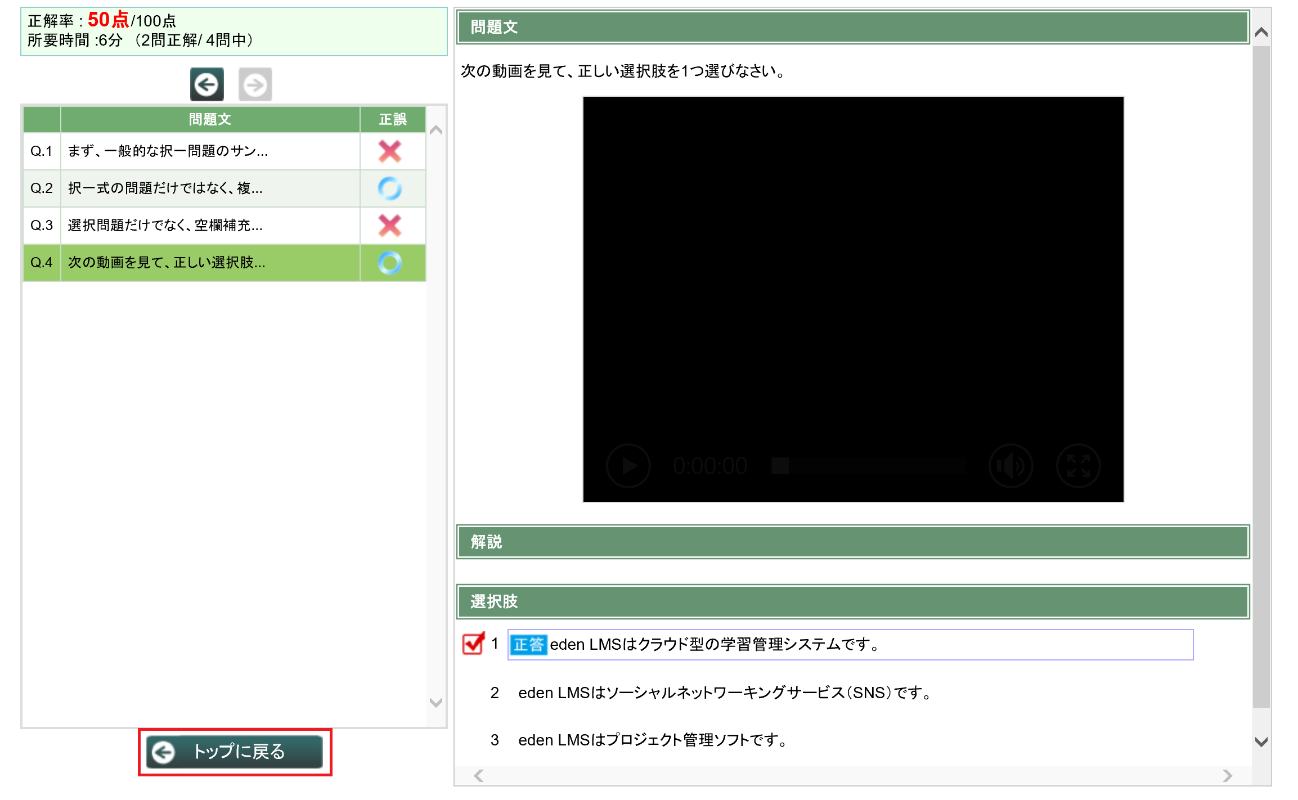 正解率 : 50点/100点
所要時間 :6分 （2問正解/ 4問中）
問題文 正誤
Q.1 まず、一般的な択一問題のサン...
Q.2 択一式の問題だけではなく、複...
Q.3 選択問題だけでなく、空欄補充...
Q.4 次の動画を見て、正しい選択肢...
トップに戻る
問題文
次の動画を見て、正しい選択肢を1つ選びなさい。
0:00:00
解説
選択肢
1 正答 eden LMSはクラウド型の学習管理システムです。
2 eden LMSはソーシャルネットワーキングサービス（SNS）です。
3 eden LMSはプロジェクト管理ソフトです。